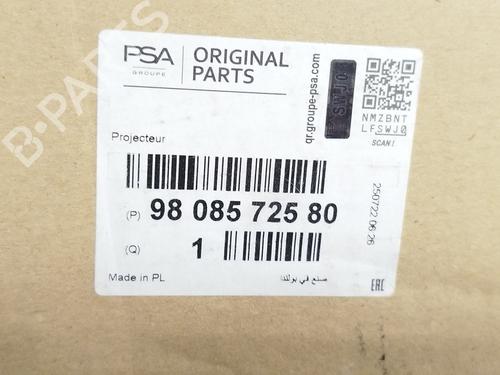 PSA
GROUPE
ORIGINAL
PARTS
qr.groupe-psa.com
SWJ0
NMZBNT
LFSWJ0
SCAN!
Projecteur
(P) 98 085 725 80
(Q) 1
250722 06 26
Made in PL
صنع في بولندا
EAC
B-PARTS